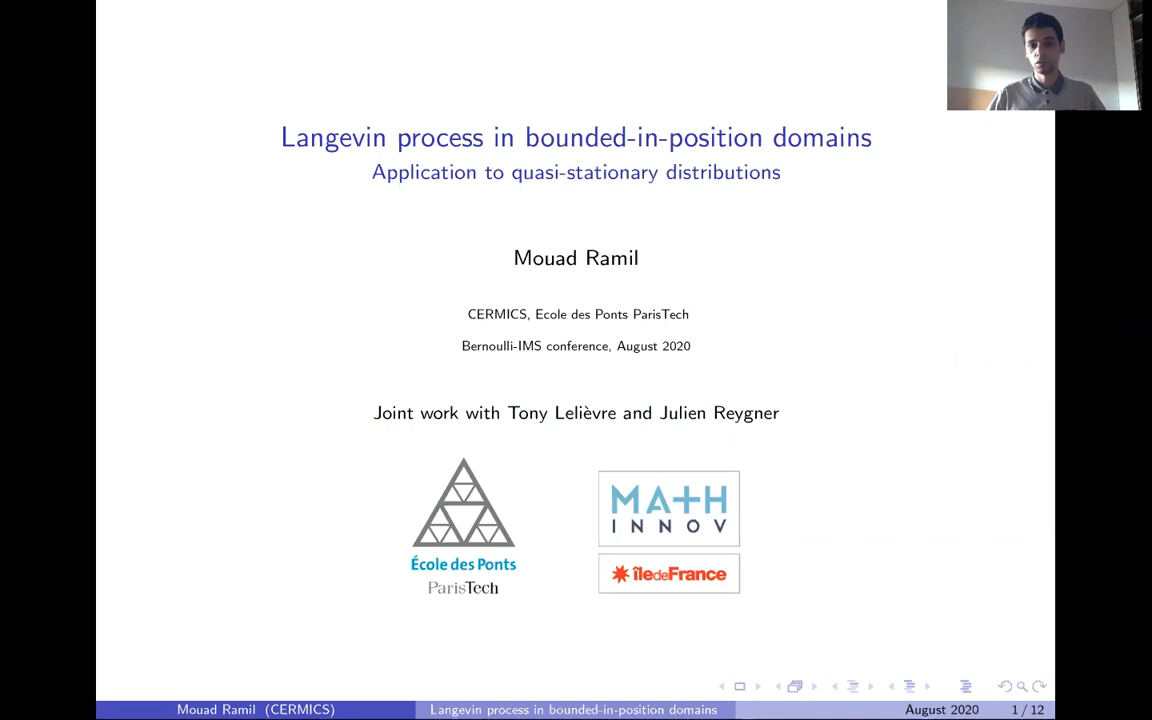 Langevin process in bounded-in-position domains
Application to quasi-stationary distributions
Mouad Ramil
CERMICS, Ecole des Ponts ParisTech
Bernoulli-IMS conference, August 2020
Joint work with Tony Lelièvre and Julien Reygner
École des Ponts
ParisTech
MATH
INNOV
îledeFrance
Mouad Ramil (CERMICS)
Langevin process in bounded-in-position domains
August 2020
1 / 12